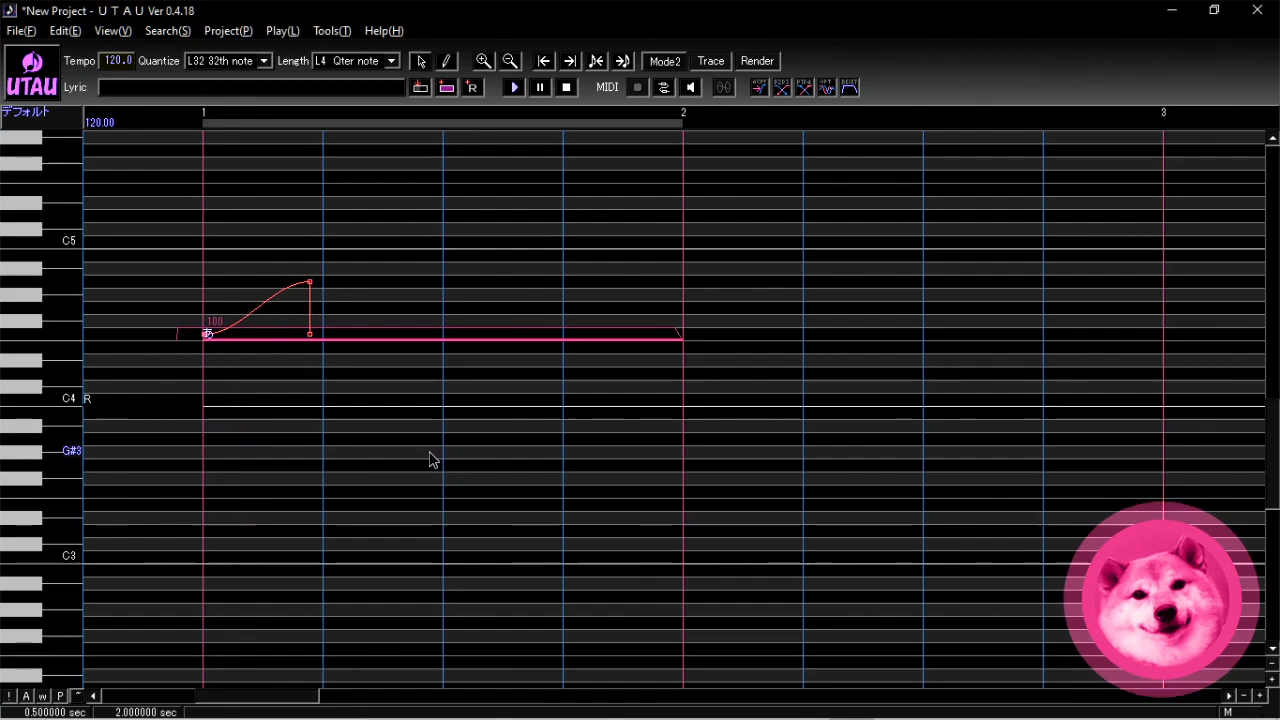 *New Project - U T A U Ver 0.4.18
File(F) Edit(E) View(V) Search(S) Project(P) Play(L) Tools(T) Help(H)
UTAU
Tempo 120.0 Quantize L32 32th note Length L4 Qter note Mode2 Trace Render
Lyric R MIDI
デフォルト
120.00
1 2 3
C5
100
あ
C4 R
G#3
C3
! A w P ~
0.500000 sec 2.000000 sec M